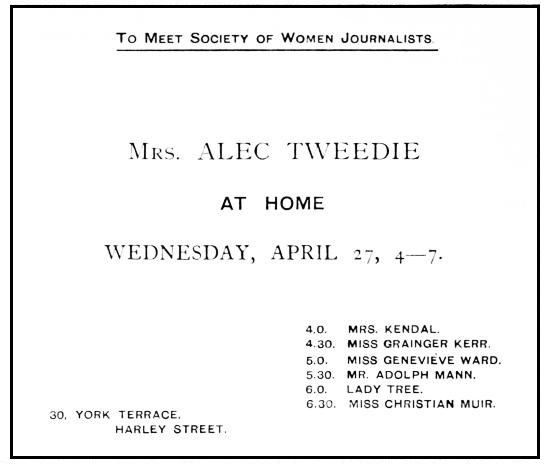 To Meet Society of Women Journalists.
Mrs. ALEC TWEEDIE
AT HOME
WEDNESDAY, APRIL 27, 4—7.
4.0. MRS. KENDAL.
4.30. MISS GRAINGER KERR.
5.0. MISS GENEVIEVE WARD.
5.30. MR. ADOLPH MANN.
6.0. LADY TREE.
6.30. MISS CHRISTIAN MUIR.
30, YORK TERRACE,
HARLEY STREET.